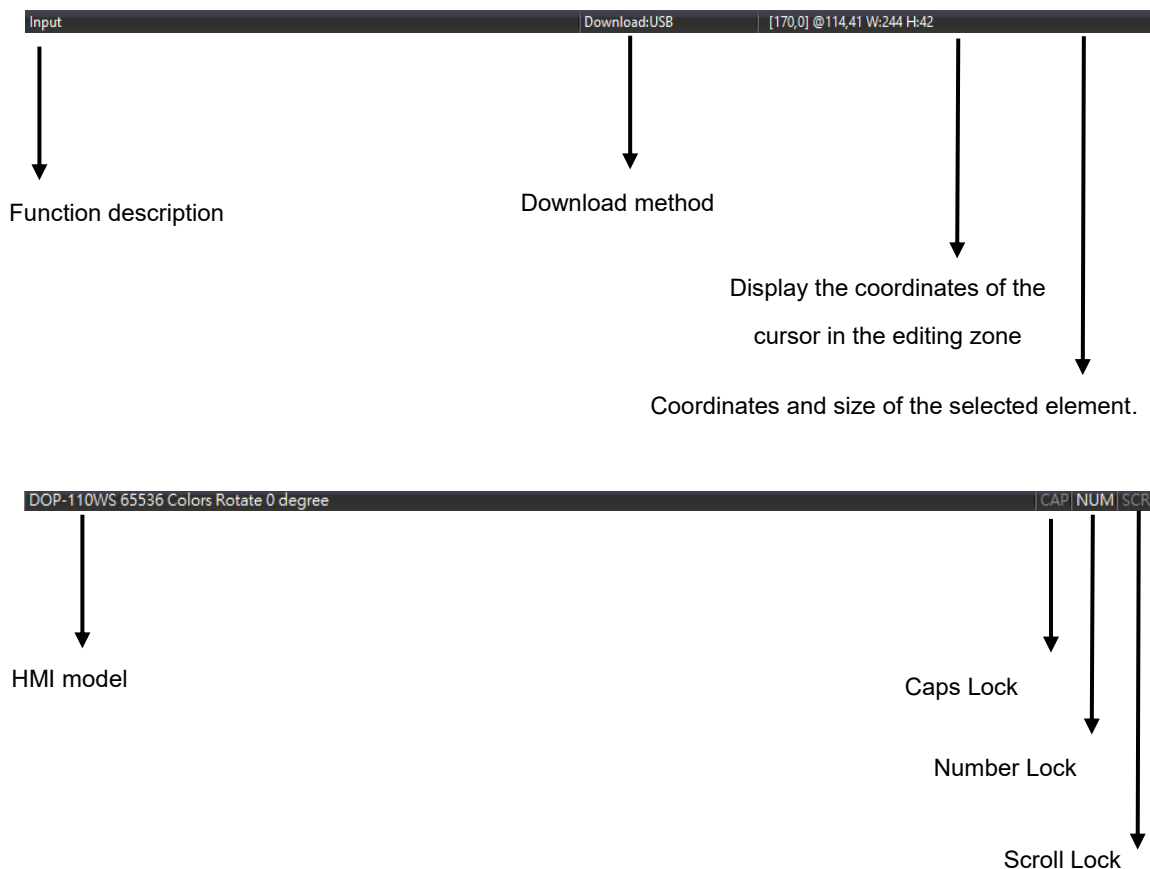 Input Download:USB [170,0] @114,41 W:244 H:42
Function description
Download method
Display the coordinates of the
cursor in the editing zone
Coordinates and size of the selected element.
DOP-110WS 65536 Colors Rotate 0 degree CAP NUM SCR
HMI model
Caps Lock
Number Lock
Scroll Lock